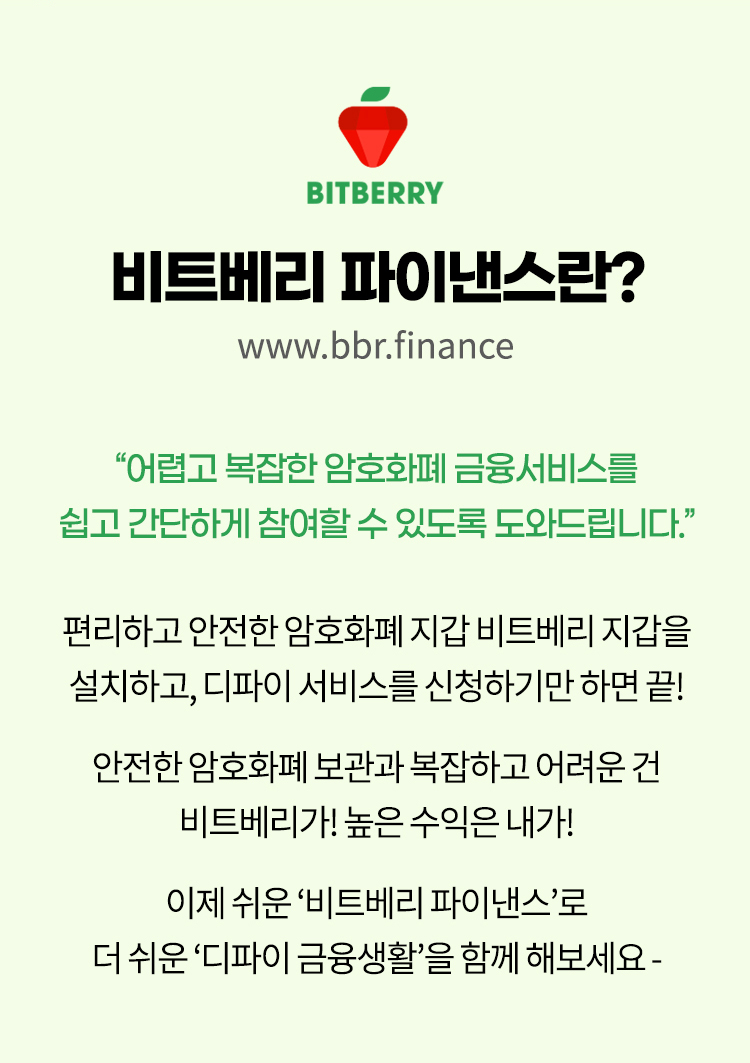 BITBERRY
비트베리 파이낸스란?
www.bbr.finance
“어렵고 복잡한 암호화폐 금융서비스를
쉽고 간단하게 참여할 수 있도록 도와드립니다.”
편리하고 안전한 암호화폐 지갑 비트베리 지갑을
설치하고, 디파이 서비스를 신청하기만 하면 끝!
안전한 암호화폐 보관과 복잡하고 어려운 건
비트베리가! 높은 수익은 내가!
이제 쉬운 ‘비트베리 파이낸스’로
더 쉬운 ‘디파이 금융생활’을 함께 해보세요 -